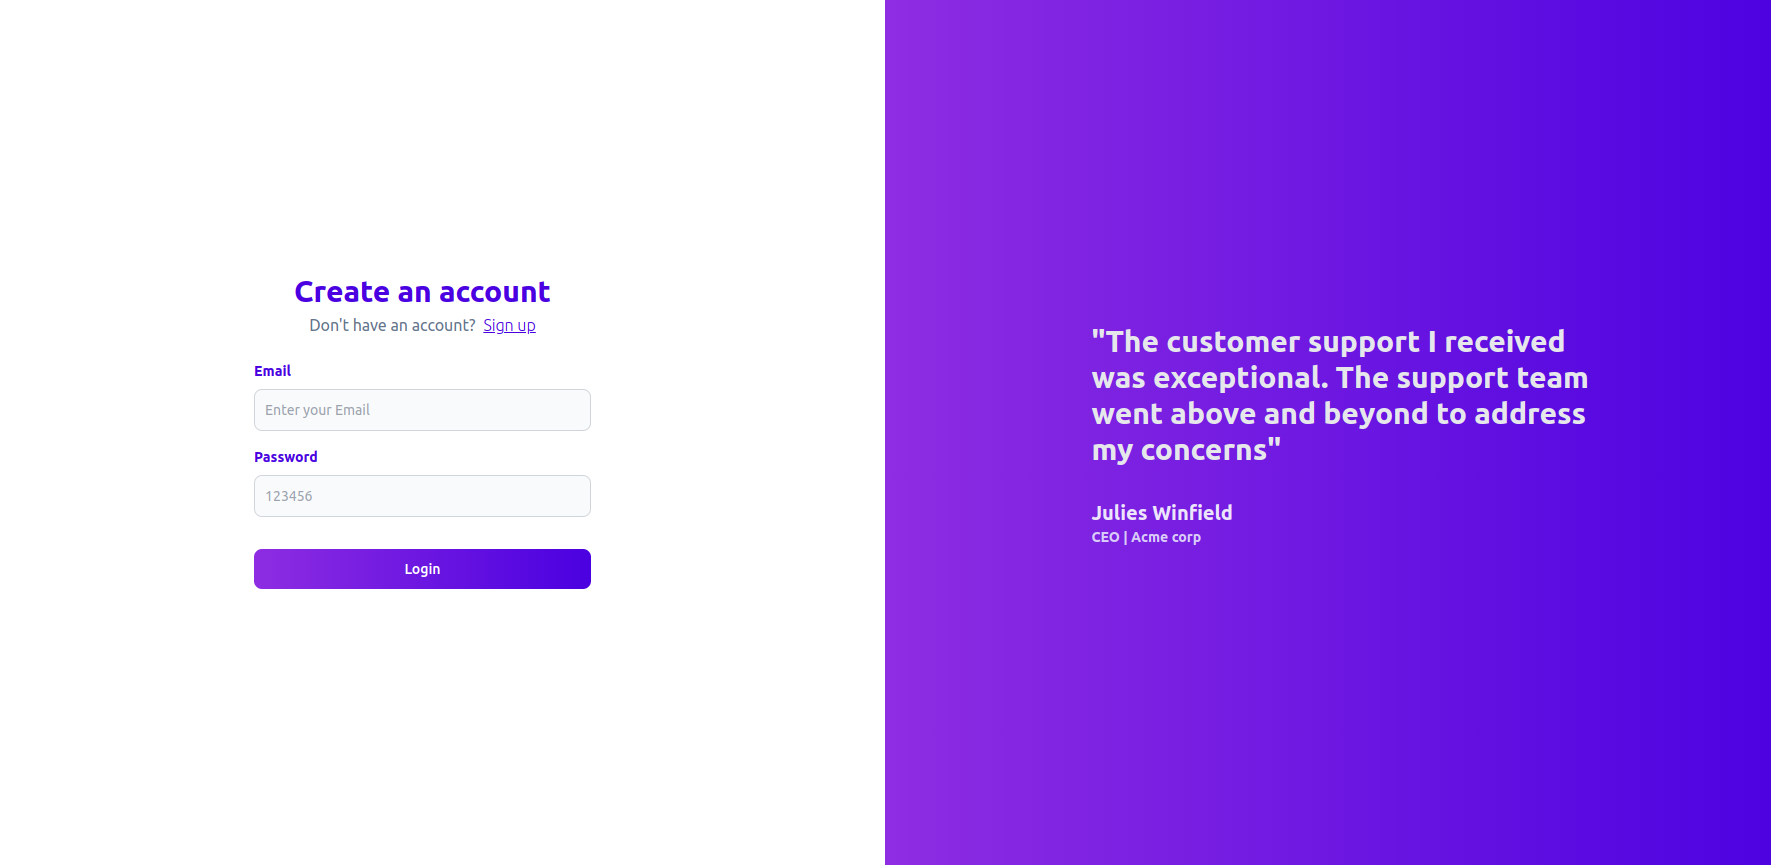 Create an account
Don't have an account? Sign up
Email
Enter your Email
Password
123456
Login
"The customer support I received
was exceptional. The support team
went above and beyond to address
my concerns"
Julies Winfield
CEO | Acme corp